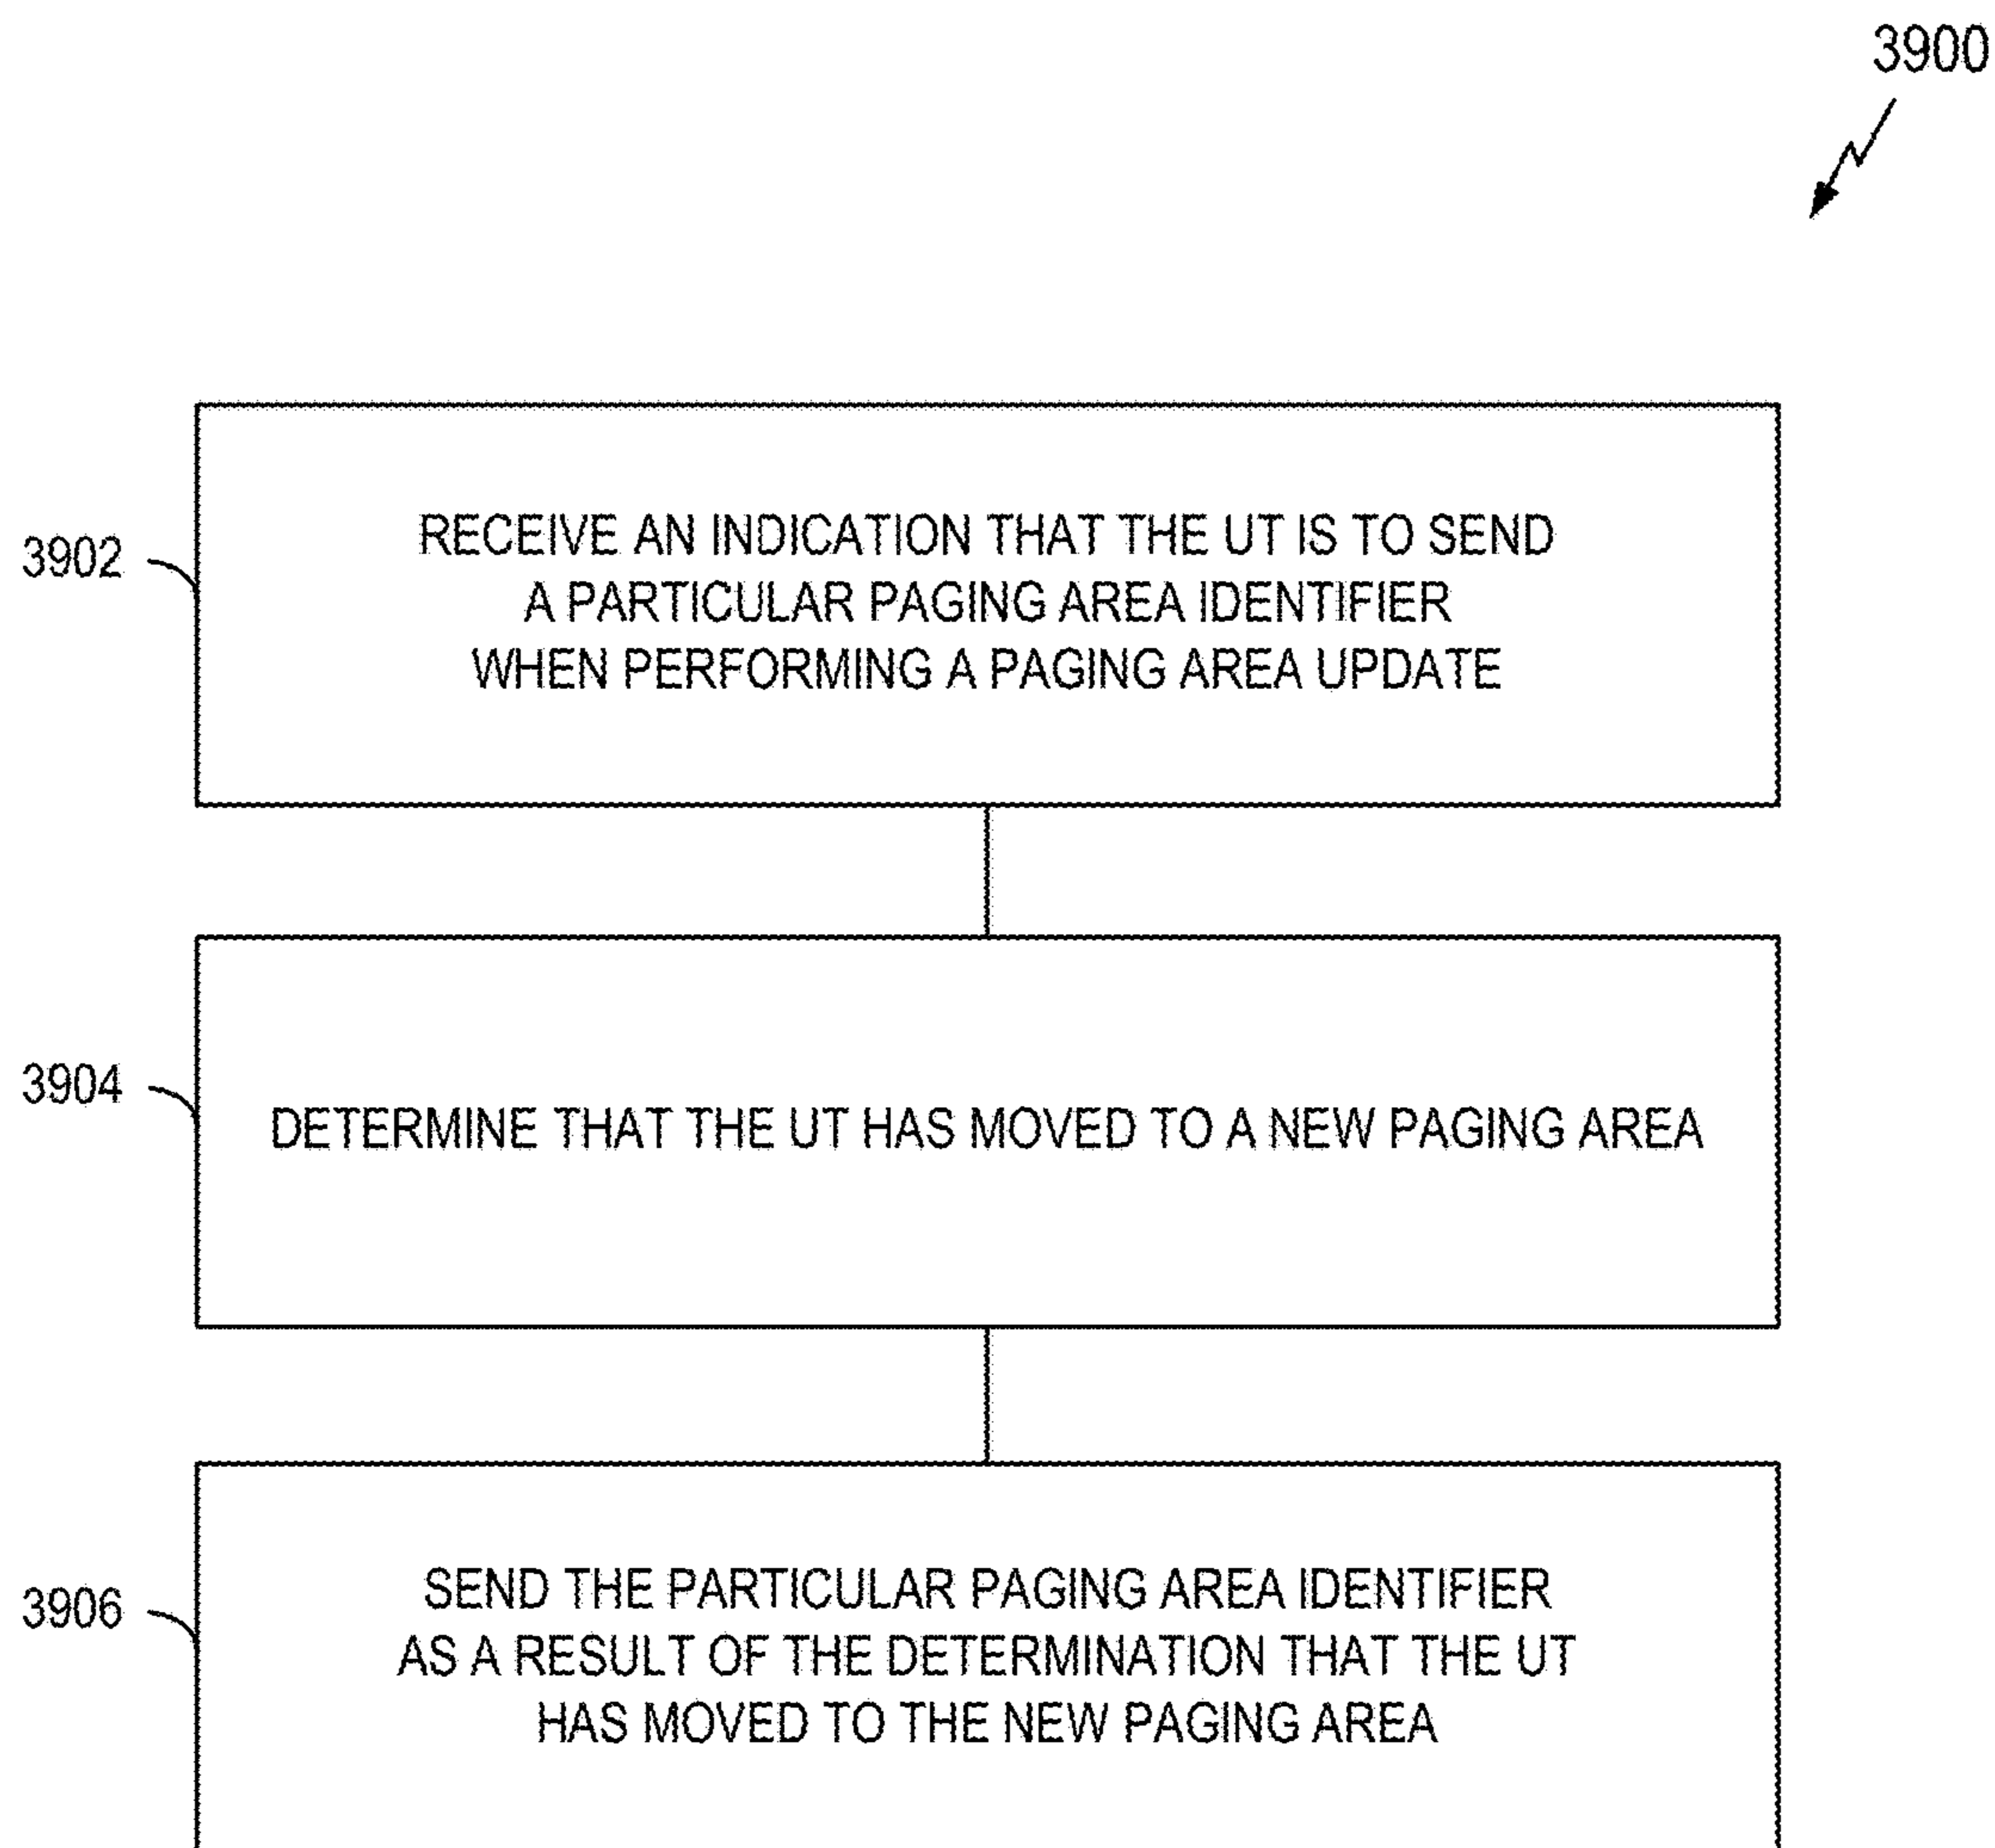 3900
3902
RECEIVE AN INDICATION THAT THE UT IS TO SEND
A PARTICULAR PAGING AREA IDENTIFIER
WHEN PERFORMING A PAGING AREA UPDATE
3904
DETERMINE THAT THE UT HAS MOVED TO A NEW PAGING AREA
3906
SEND THE PARTICULAR PAGING AREA IDENTIFIER
AS A RESULT OF THE DETERMINATION THAT THE UT
HAS MOVED TO THE NEW PAGING AREA